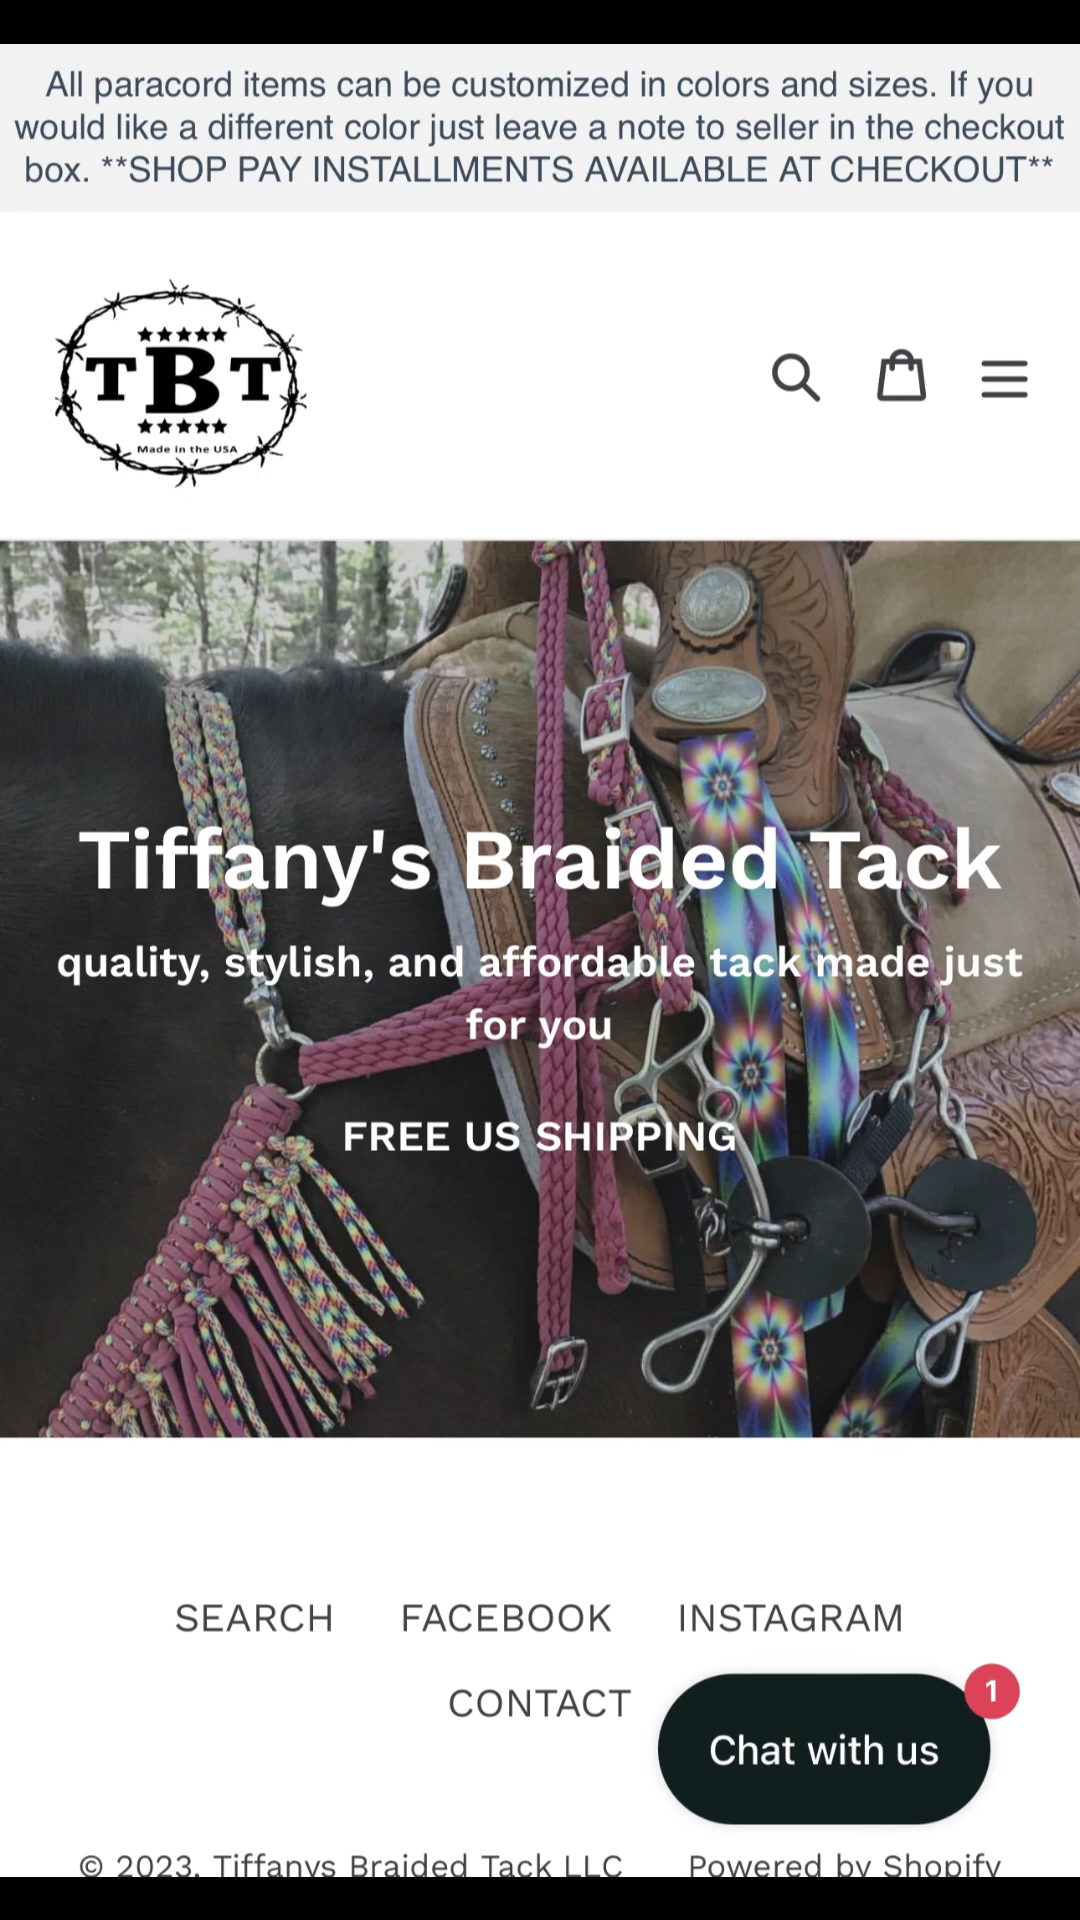 All paracord items can be customized in colors and sizes. If you
would like a different color just leave a note to seller in the checkout
box. **SHOP PAY INSTALLMENTS AVAILABLE AT CHECKOUT**
★★★★★
TBT
★★★★★
Made in the USA
Tiffany's Braided Tack
quality, stylish, and affordable tack made just
for you
FREE US SHIPPING
SEARCH FACEBOOK INSTAGRAM
CONTACT
1
Chat with us
© 2023, Tiffanys Braided Tack LLC Powered by Shopify